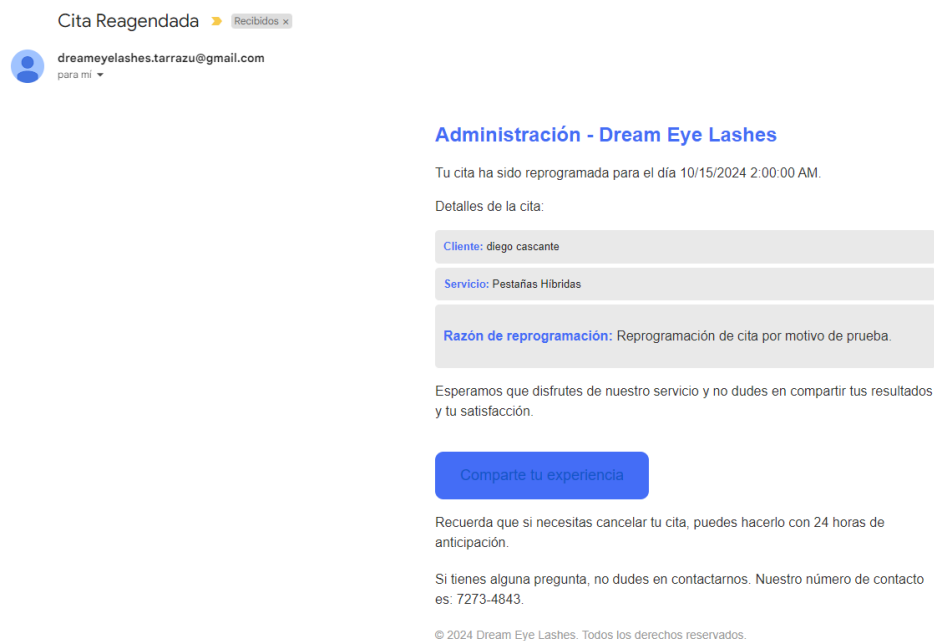 Cita Reagendada
Recibidos ×
dreameyelashes.tarrazu@gmail.com
para mí
Administración - Dream Eye Lashes
Tu cita ha sido reprogramada para el día 10/15/2024 2:00:00 AM.
Detalles de la cita:
Cliente: diego cascante
Servicio: Pestañas Híbridas
Razón de reprogramación: Reprogramación de cita por motivo de prueba.
Esperamos que disfrutes de nuestro servicio y no dudes en compartir tus resultados
y tu satisfacción.
Comparte tu experiencia
Recuerda que si necesitas cancelar tu cita, puedes hacerlo con 24 horas de
anticipación.
Si tienes alguna pregunta, no dudes en contactarnos. Nuestro número de contacto
es: 7273-4843.
© 2024 Dream Eye Lashes. Todos los derechos reservados.